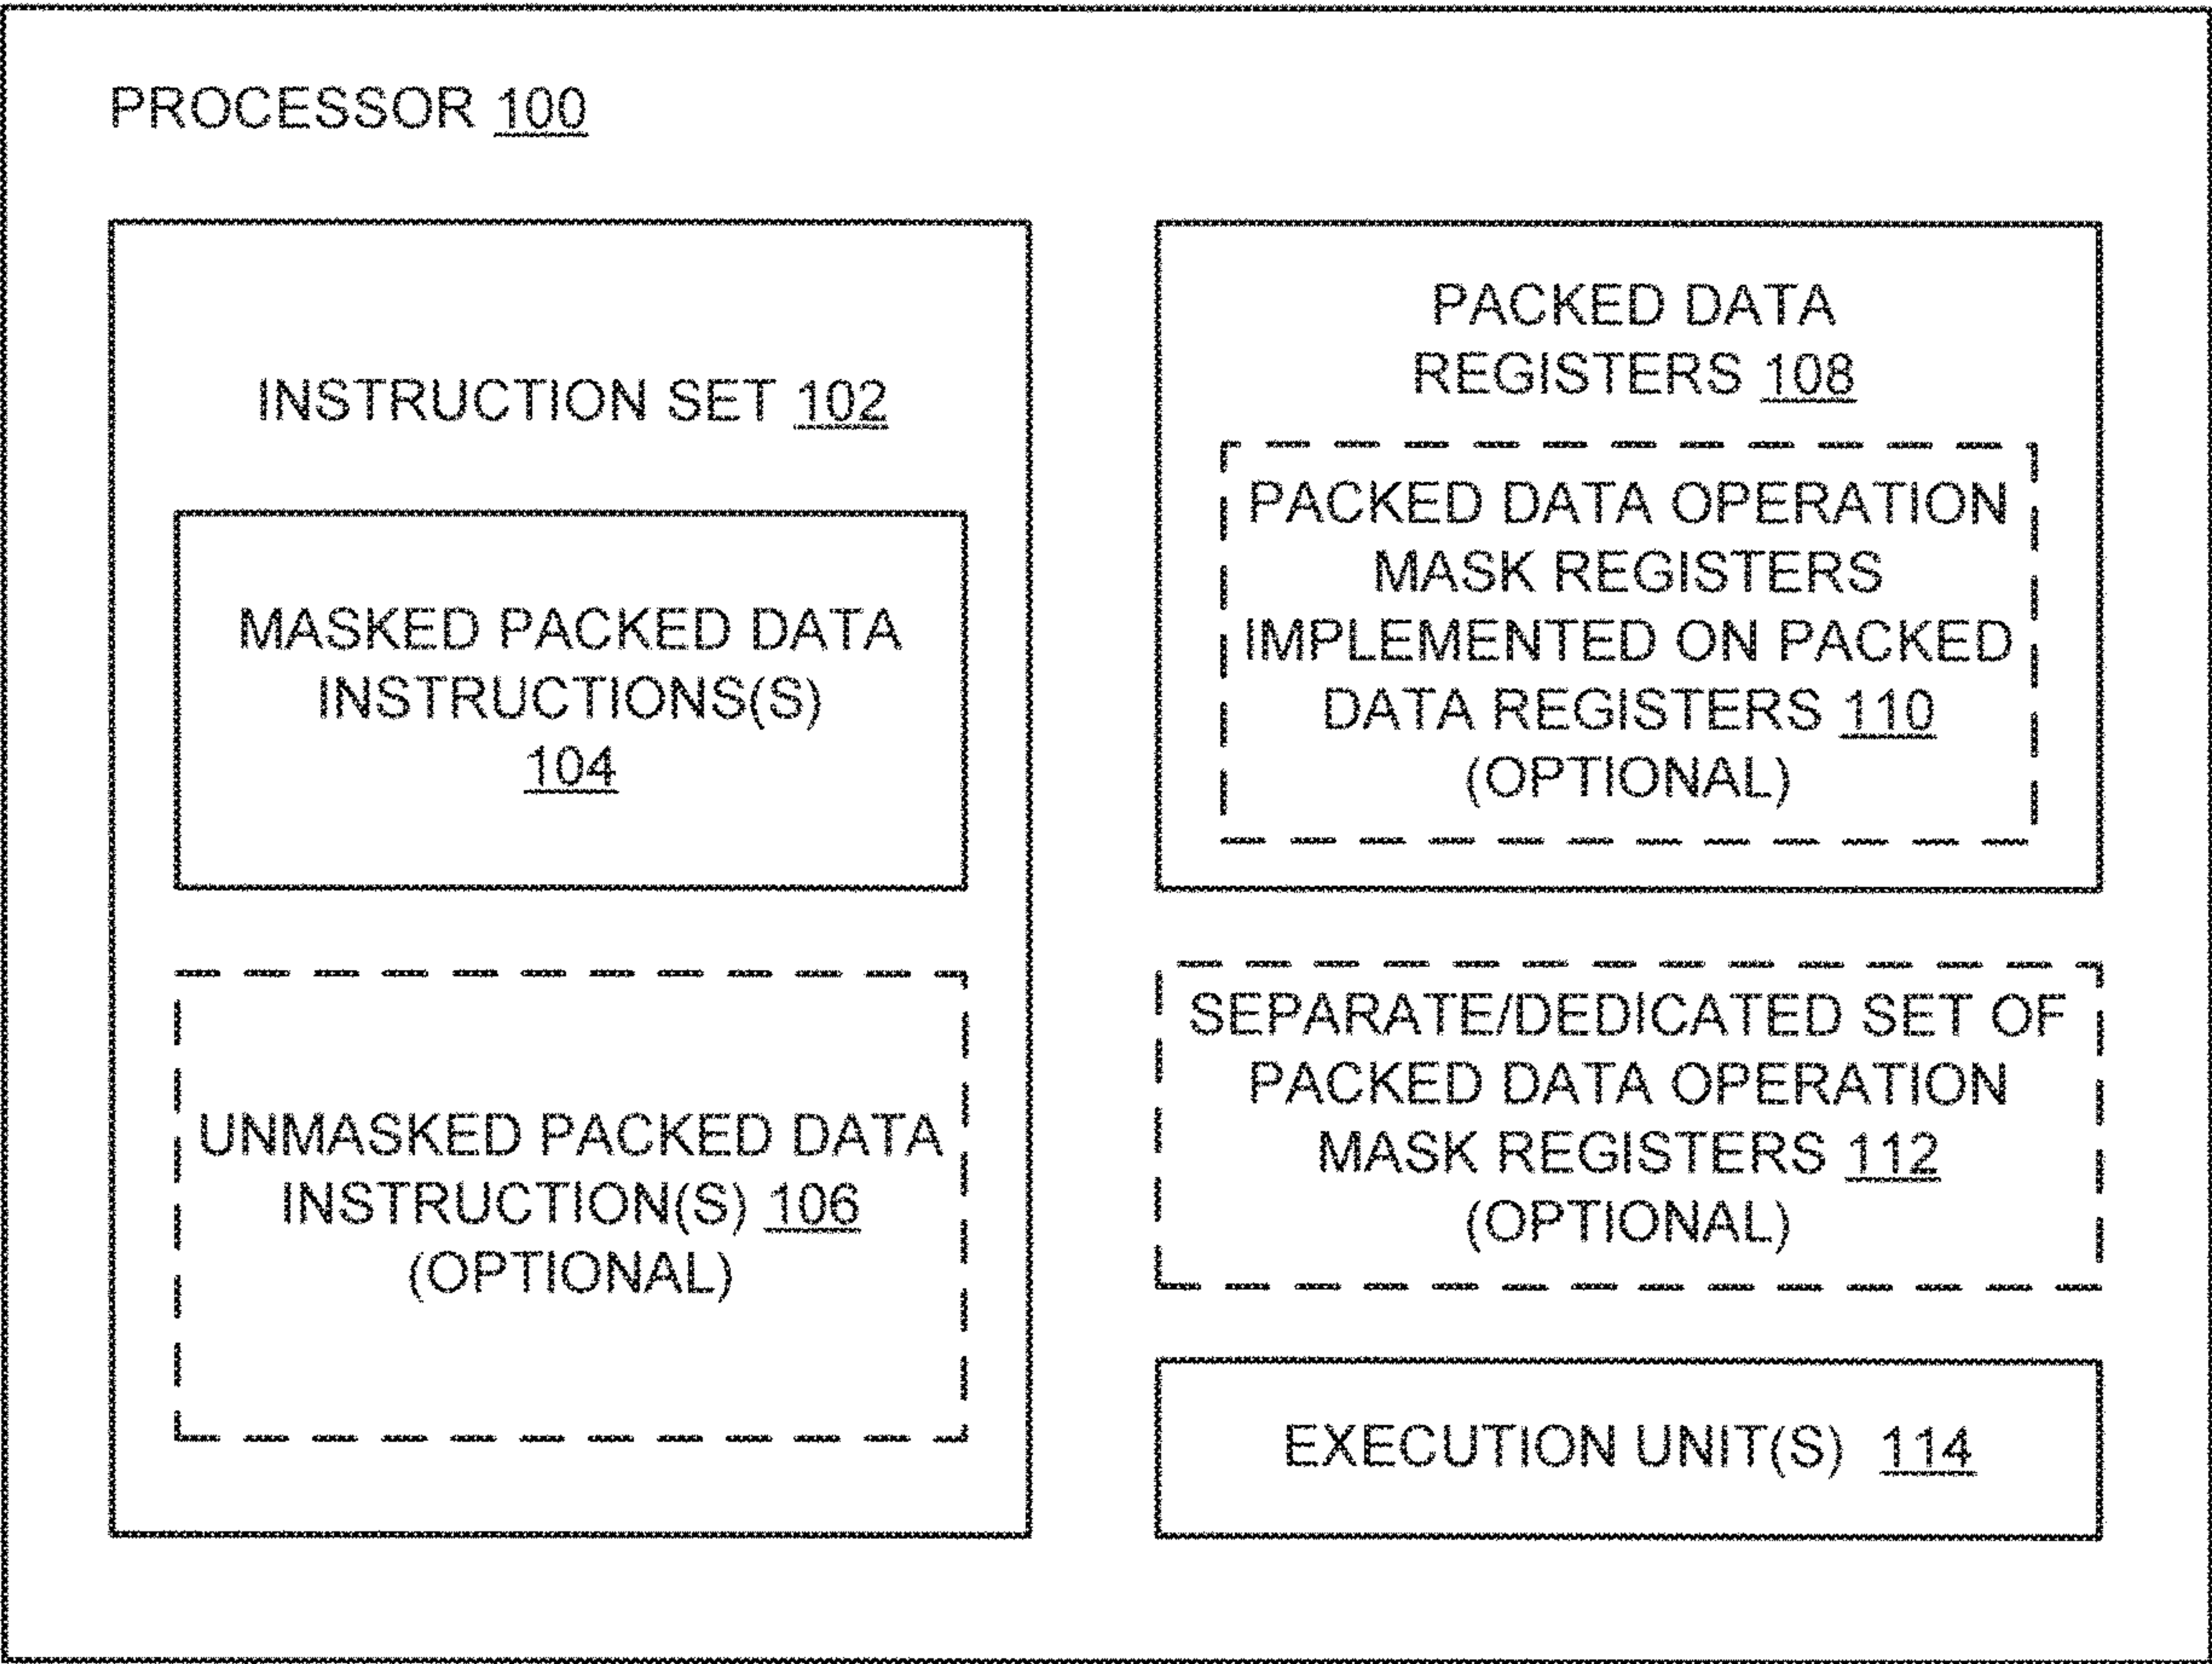 PROCESSOR 100
INSTRUCTION SET 102
MASKED PACKED DATA
INSTRUCTIONS(S)
104
UNMASKED PACKED DATA
INSTRUCTION(S) 106
(OPTIONAL)
PACKED DATA
REGISTERS 108
PACKED DATA OPERATION
MASK REGISTERS
IMPLEMENTED ON PACKED
DATA REGISTERS 110
(OPTIONAL)
SEPARATE/DEDICATED SET OF
PACKED DATA OPERATION
MASK REGISTERS 112
(OPTIONAL)
EXECUTION UNIT(S) 114